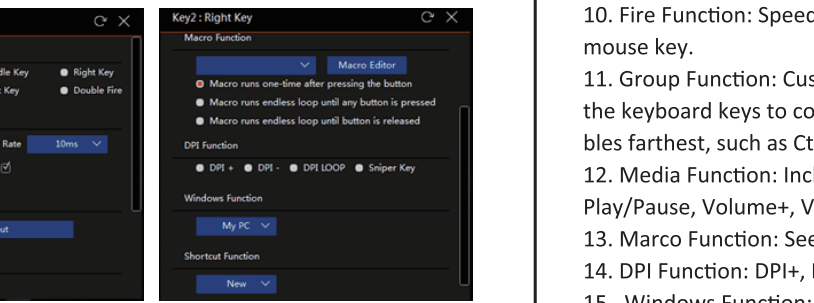 dle Key
Right Key
Key
Double Fire
Rate
10ms
Key2 : Right Key
Macro Function
Macro Editor
Macro runs one-time after pressing the button
Macro runs endless loop until any button is pressed
Macro runs endless loop until button is released
DPI Function
DPI + DPI - DPI LOOP Sniper Key
Windows Function
My PC
Shortcut Function
New
10. Fire Function: Speed
mouse key.
11. Group Function: Cus
the keyboard keys to co
bles farthest, such as Ct
12. Media Function: Incl
Play/Pause, Volume+, V
13. Marco Function: See
14. DPI Function: DPI+,
15. Windows Function: